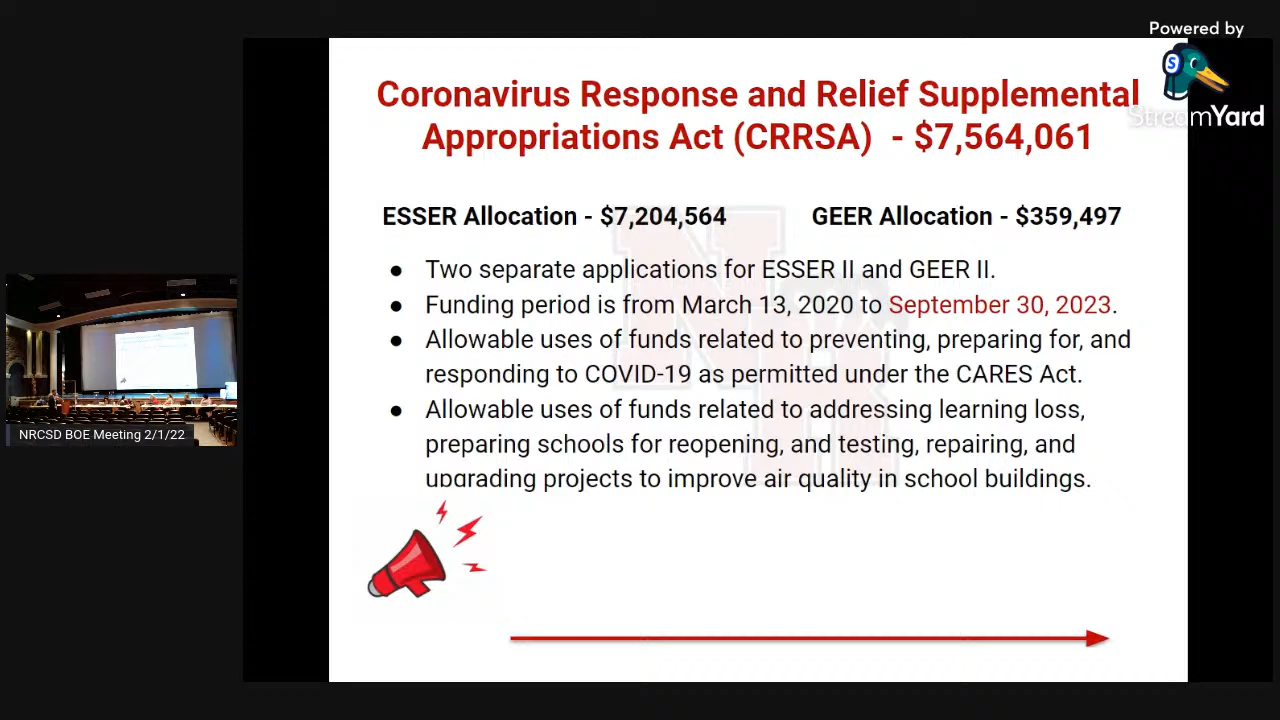 Powered by
StreamYard
Coronavirus Response and Relief Supplemental
Appropriations Act (CRRSA) - $7,564,061
ESSER Allocation - $7,204,564
GEER Allocation - $359,497
● Two separate applications for ESSER II and GEER II.
● Funding period is from March 13, 2020 to September 30, 2023.
● Allowable uses of funds related to preventing, preparing for, and
responding to COVID-19 as permitted under the CARES Act.
● Allowable uses of funds related to addressing learning loss,
preparing schools for reopening, and testing, repairing, and
upgrading projects to improve air quality in school buildings.
NRCSD BOE Meeting 2/1/22